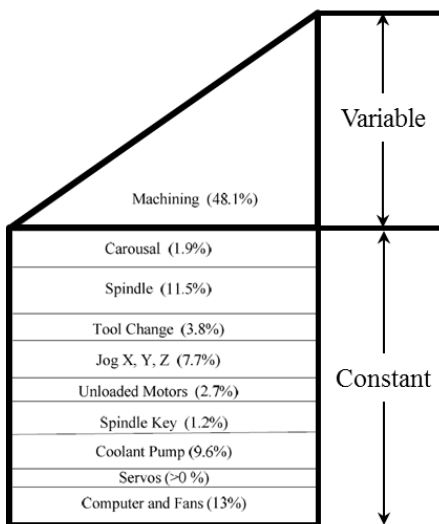 Variable
Machining (48.1%)
Carousal (1.9%)
Spindle (11.5%)
Tool Change (3.8%)
Jog X, Y, Z (7.7%)
Constant
Unloaded Motors (2.7%)
Spindle Key (1.2%)
Coolant Pump (9.6%)
Servos (>0 %)
Computer and Fans (13%)